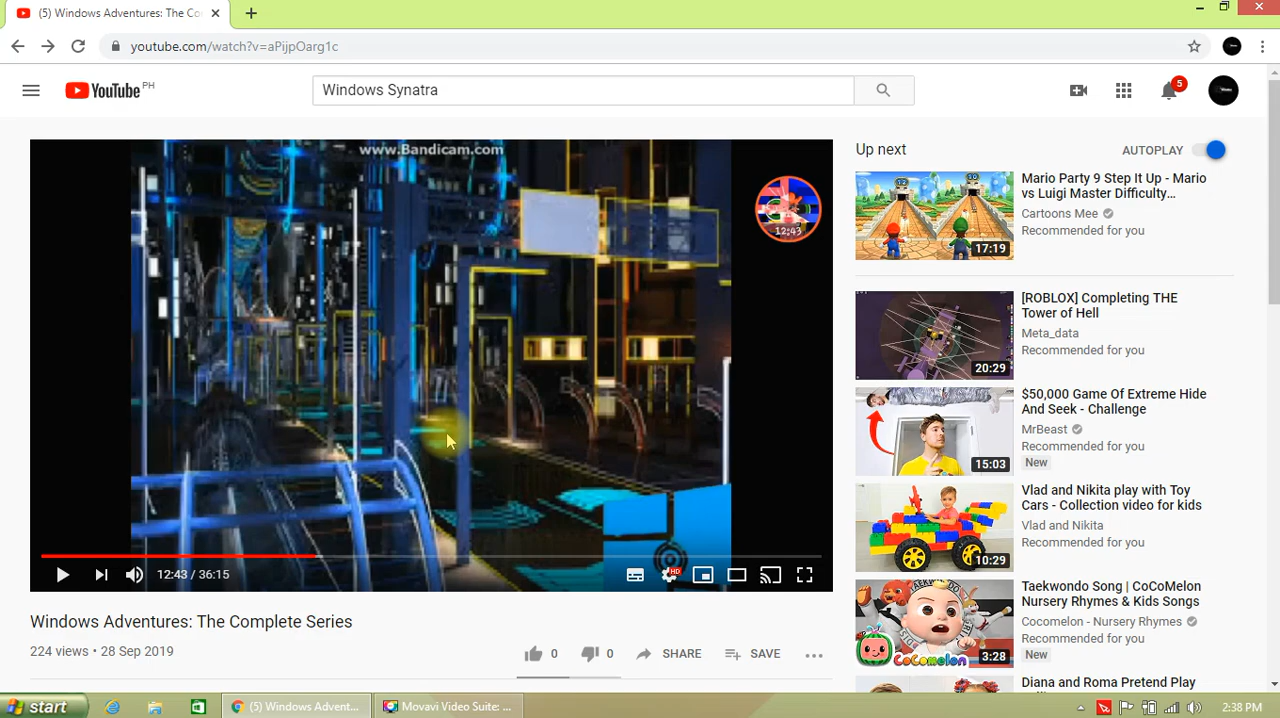 (5) Windows Adventures: The Co
youtube.com/watch?v=aPijpOarg1c
YouTube PH
Windows Synatra
5
www.Bandicam.com
12:43
12:43 / 36:15
HD
Windows Adventures: The Complete Series
224 views • 28 Sep 2019
0
0
SHARE
SAVE
Up next
AUTOPLAY
Mario Party 9 Step It Up - Mario
vs Luigi Master Difficulty…
Cartoons Mee
Recommended for you
17:19
[ROBLOX] Completing THE
Tower of Hell
Meta_data
Recommended for you
20:29
$50,000 Game Of Extreme Hide
And Seek - Challenge
MrBeast
Recommended for you
New
15:03
Vlad and Nikita play with Toy
Cars - Collection video for kids
Vlad and Nikita
Recommended for you
10:29
Taekwondo Song | CoCoMelon
Nursery Rhymes & Kids Songs
Cocomelon - Nursery Rhymes
Recommended for you
New
CoComelon
3:28
Diana and Roma Pretend Play
start
(5) Windows Advent...
Movavi Video Suite: ...
2:38 PM